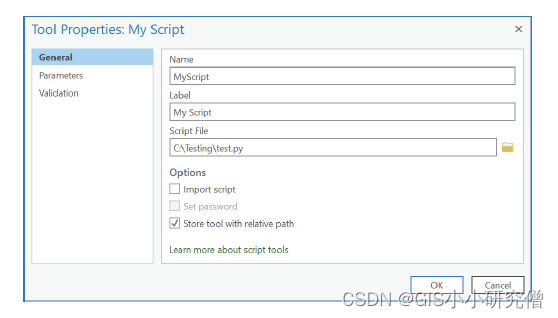 Tool Properties: My Script
General
Parameters
Validation
Name
MyScript
Label
My Script
Script File
C:\Testing\test.py
Options
Import script
Set password
Store tool with relative path
Learn more about script tools
OK
Cancel
CSDN @GIS小小研究僧